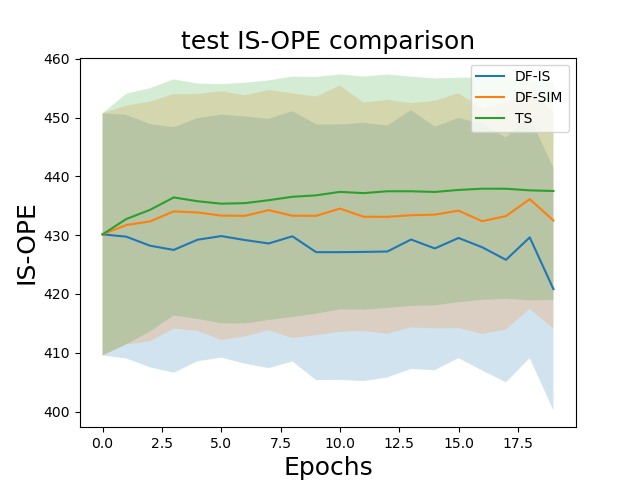 test IS-OPE comparison
IS-OPE
460
450
440
430
420
410
400
DF-IS
DF-SIM
TS
0.0 2.5 5.0 7.5 10.0 12.5 15.0 17.5
Epochs